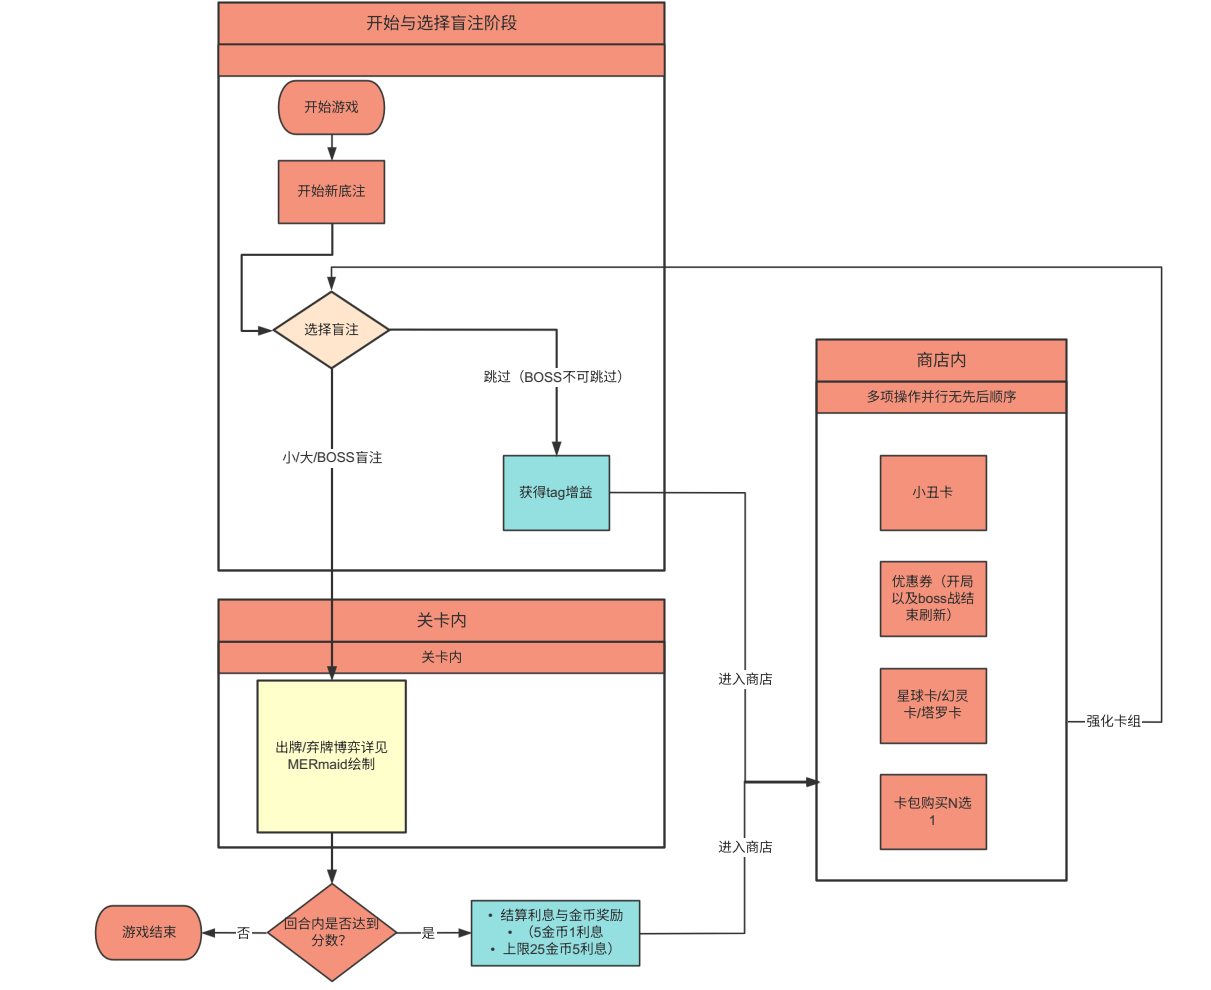 开始与选择盲注阶段
开始游戏
开始新底注
选择盲注
跳过（BOSS不可跳过）
小/大/BOSS盲注
获得tag增益
商店内
多项操作并行无先后顺序
小丑卡
优惠券（开局
以及boss战结
束刷新）
星球卡/幻灵
卡/塔罗卡
卡包购买N选
1
强化卡组
进入商店
进入商店
关卡内
关卡内
出牌/弃牌博弈详见
MERmaid绘制
回合内是否达到
分数？
否
游戏结束
是
• 结算利息与金币奖励
• （5金币1利息
• 上限25金币5利息）